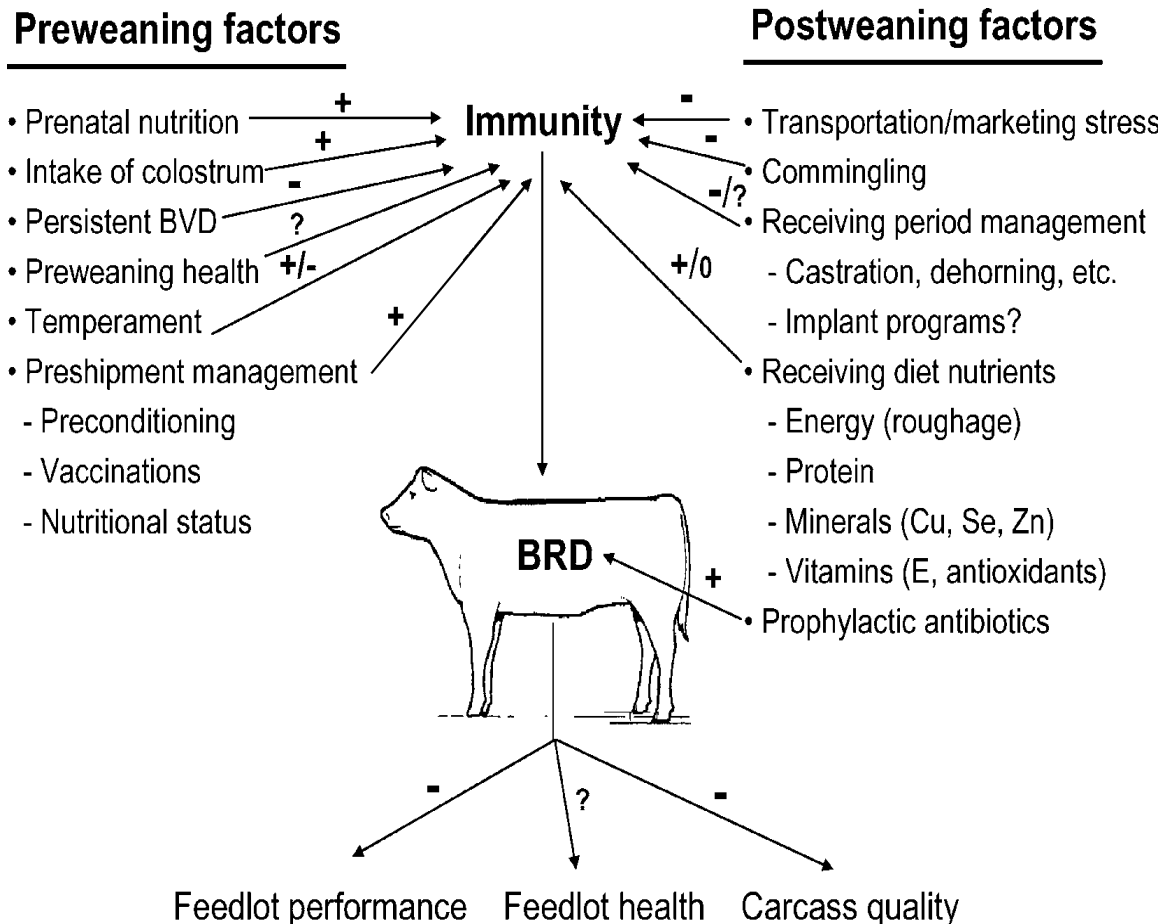 Preweaning factors
• Prenatal nutrition
• Intake of colostrum
• Persistent BVD
• Preweaning health
• Temperament
• Preshipment management
- Preconditioning
- Vaccinations
- Nutritional status
+
+
-
?
+/-
+
Immunity
Postweaning factors
• Transportation/marketing stress
• Commingling
• Receiving period management
- Castration, dehorning, etc.
- Implant programs?
• Receiving diet nutrients
- Energy (roughage)
- Protein
- Minerals (Cu, Se, Zn)
- Vitamins (E, antioxidants)
• Prophylactic antibiotics
-
-
-/?
+/0
+
BRD
-
?
-
Feedlot performance
Feedlot health
Carcass quality